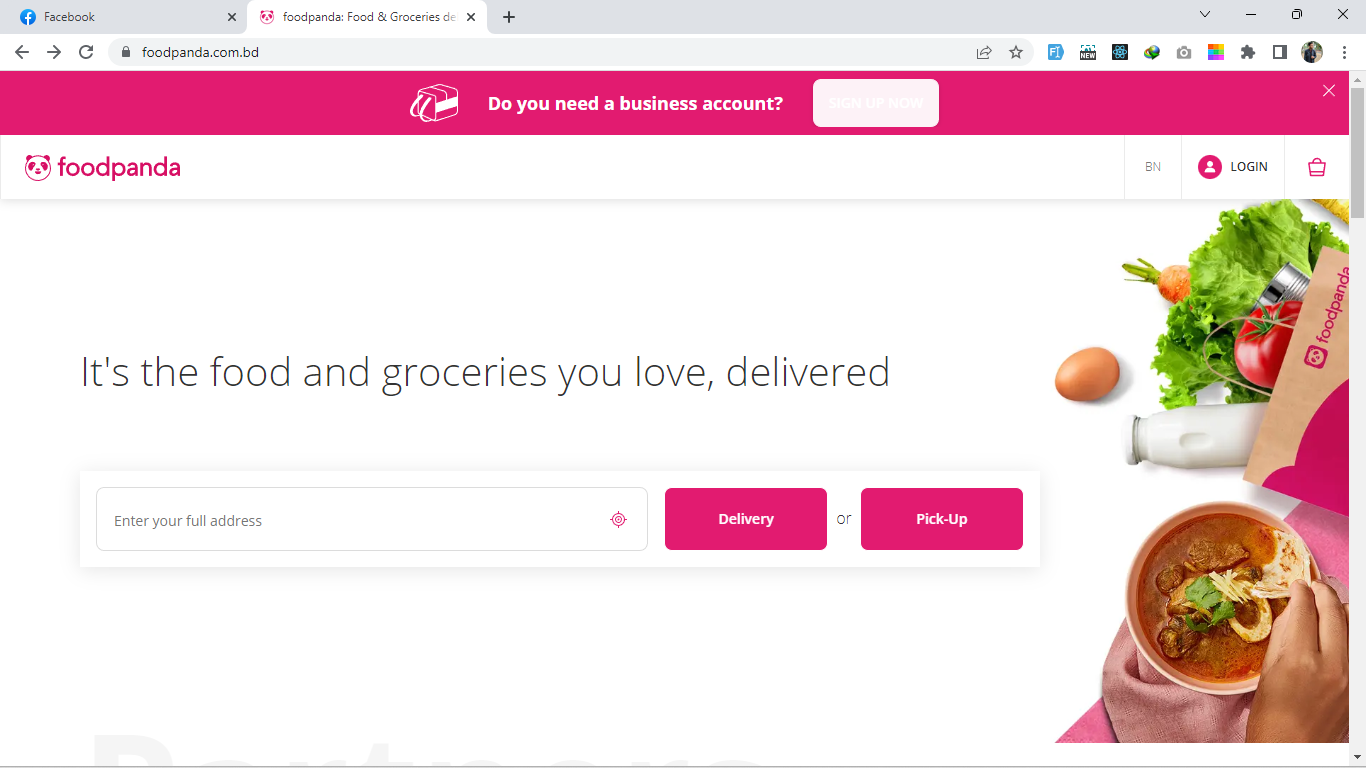 Facebook
foodpanda: Food & Groceries de
foodpanda.com.bd
NEW
Do you need a business account?
SIGN UP NOW
foodpanda
BN
LOGIN
foodpanda
It's the food and groceries you love, delivered
Enter your full address
Delivery
or
Pick-Up